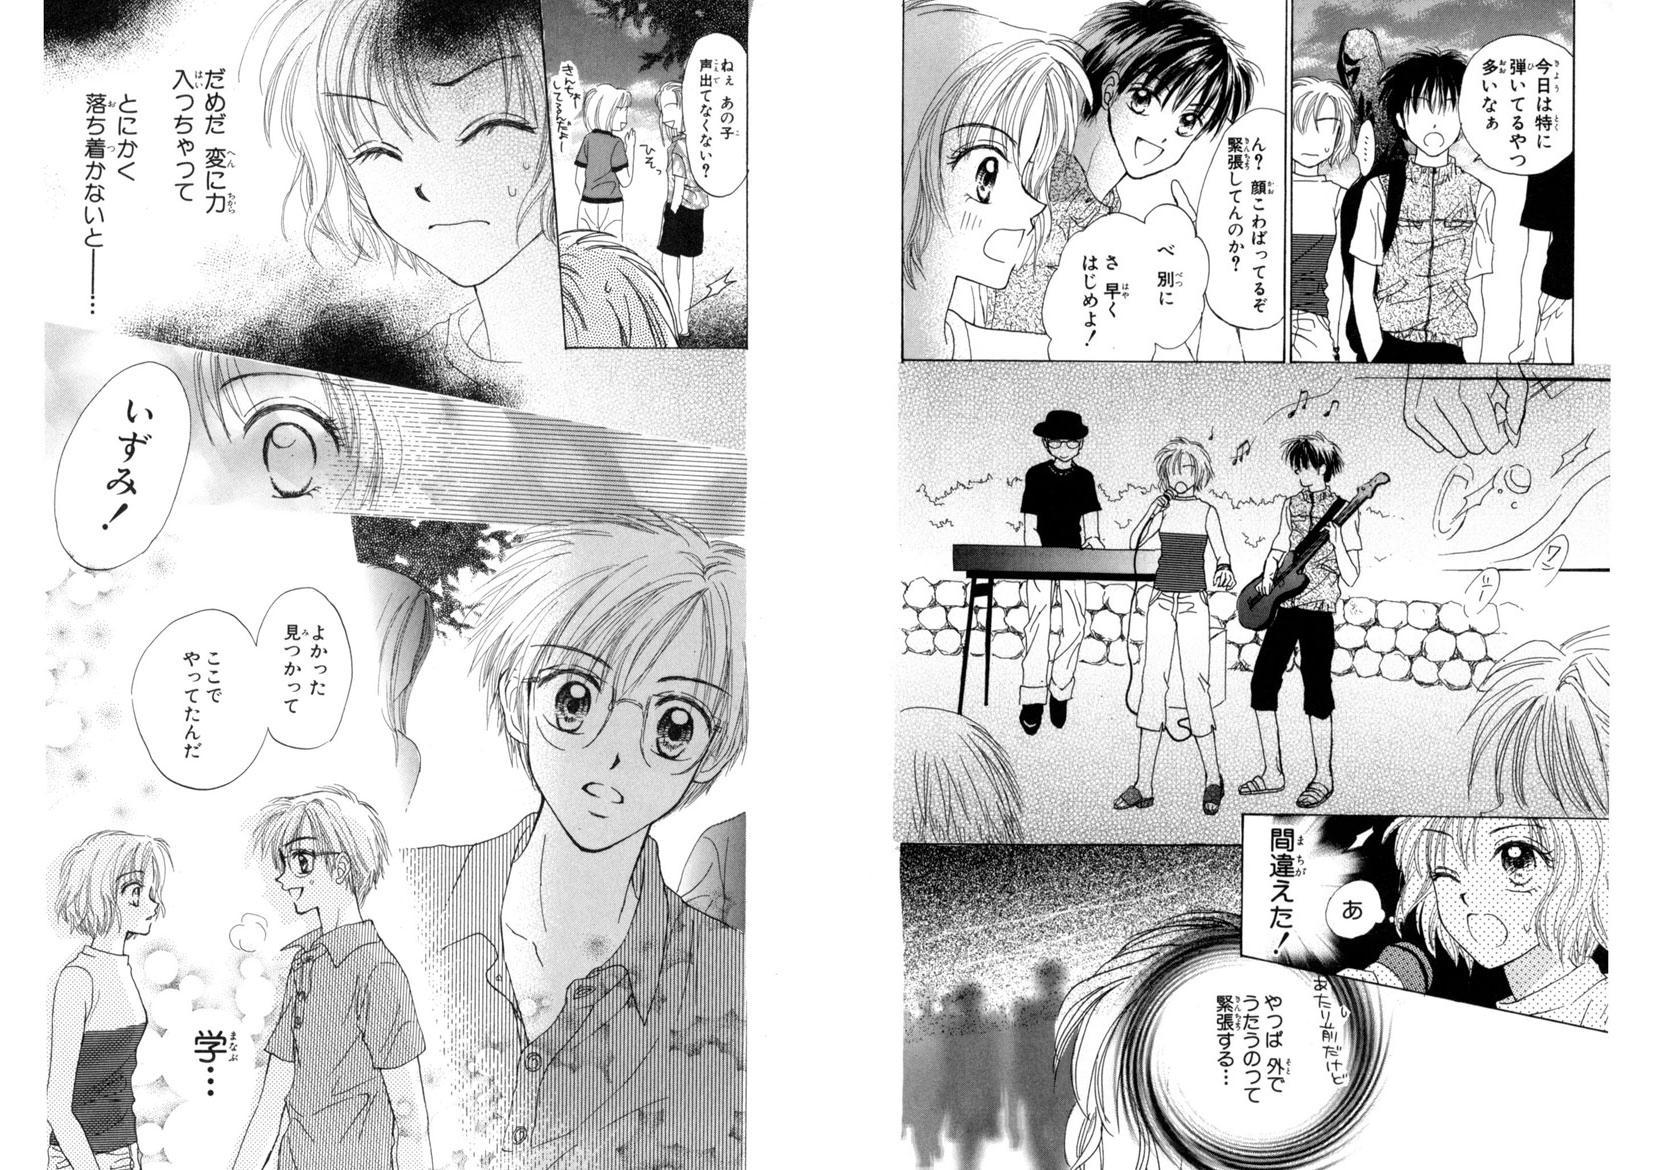 今日は特に
弾いてるやつ
多いなぁ
ん？顔こわばってるぞ
緊張してんのか？
べ 別に
さ 早く
はじめよ！
ワー
あ
間違えた！
あたり前だけど
やっぱ 外で
うたうのって
緊張する…
ねぇ あの子
声出てなくない？
きんちょー
してるんだよー
ひそっ
だめだ 変に力
入っちゃって
とにかく
落ち着かないと――…
いずみ！
よかった
見つかって
ここで
やってたんだ
学…